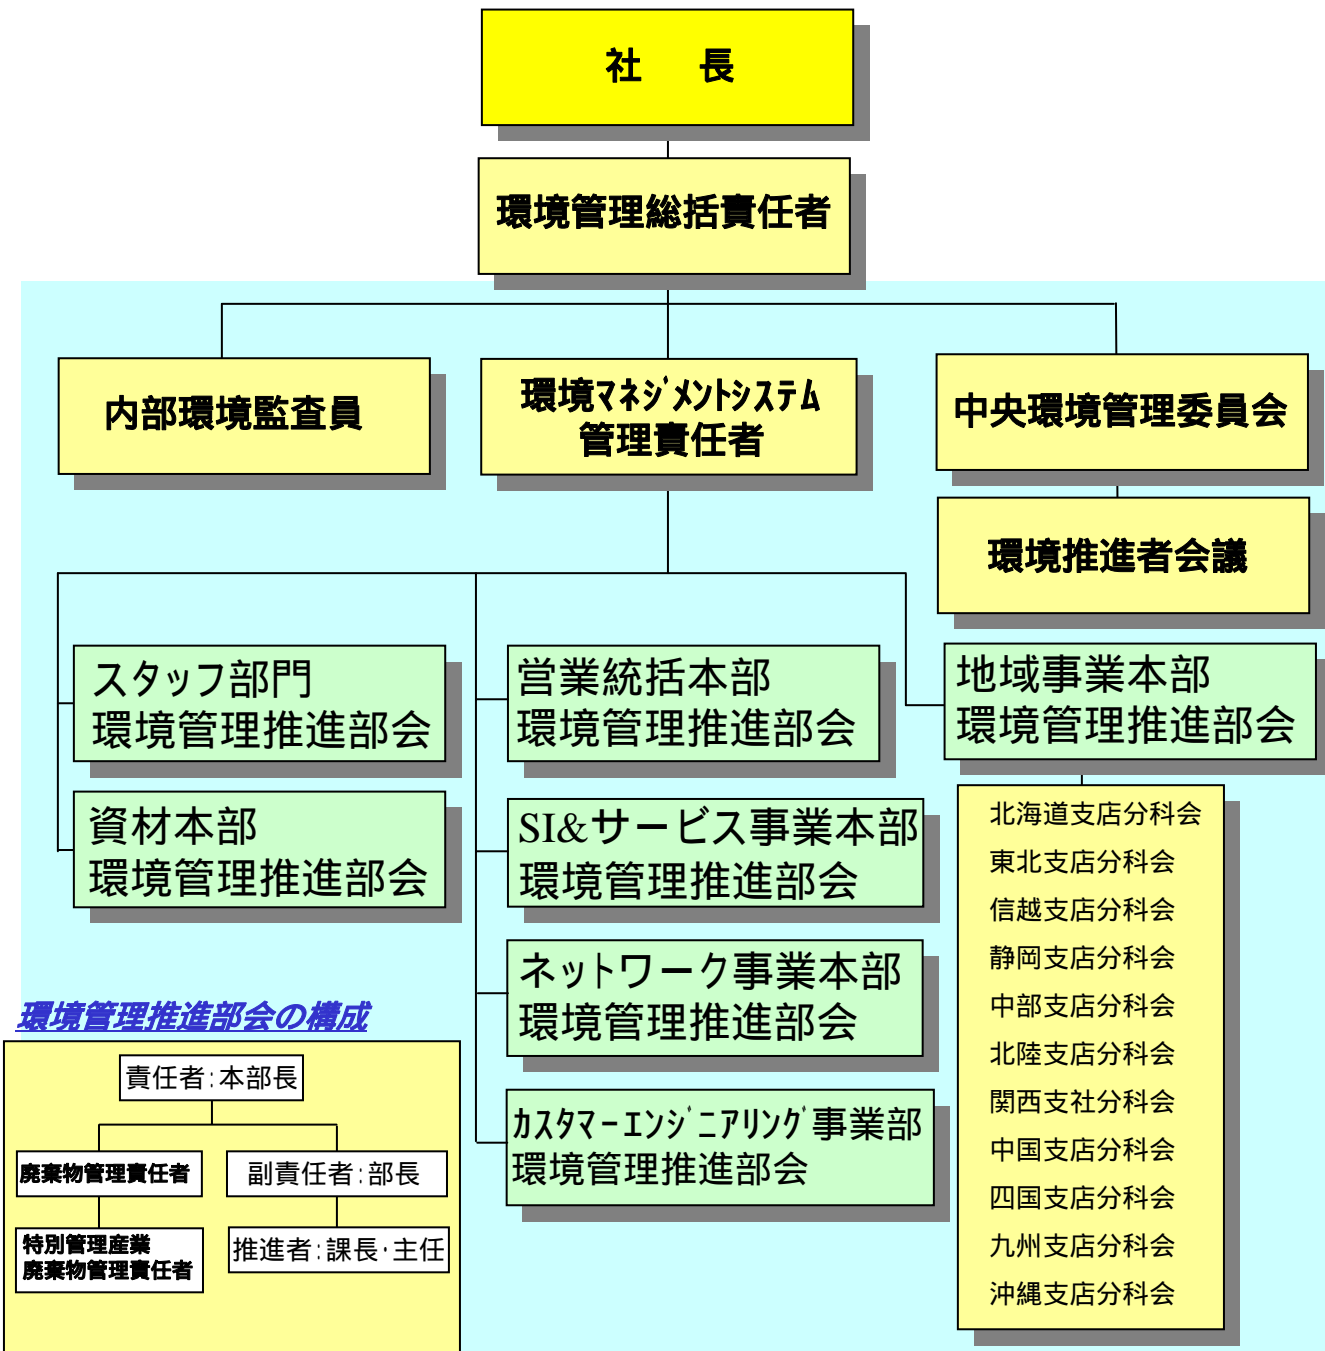 社　長
環境管理総括責任者
内部環境監査員
環境ﾏﾈｼﾞﾒﾝﾄｼｽﾃﾑ
管理責任者
中央環境管理委員会
環境推進者会議
スタッフ部門
環境管理推進部会
資材本部
環境管理推進部会
営業統括本部
環境管理推進部会
SI&サービス事業本部
環境管理推進部会
ネットワーク事業本部
環境管理推進部会
ｶｽﾀﾏｰｴﾝｼﾞﾆｱﾘﾝｸﾞ事業部
環境管理推進部会
地域事業本部
環境管理推進部会
北海道支店分科会
東北支店分科会
信越支店分科会
静岡支店分科会
中部支店分科会
北陸支店分科会
関西支社分科会
中国支店分科会
四国支店分科会
九州支店分科会
沖縄支店分科会
環境管理推進部会の構成
責任者:本部長
廃棄物管理責任者
特別管理産業
廃棄物管理責任者
副責任者:部長
推進者:課長･主任